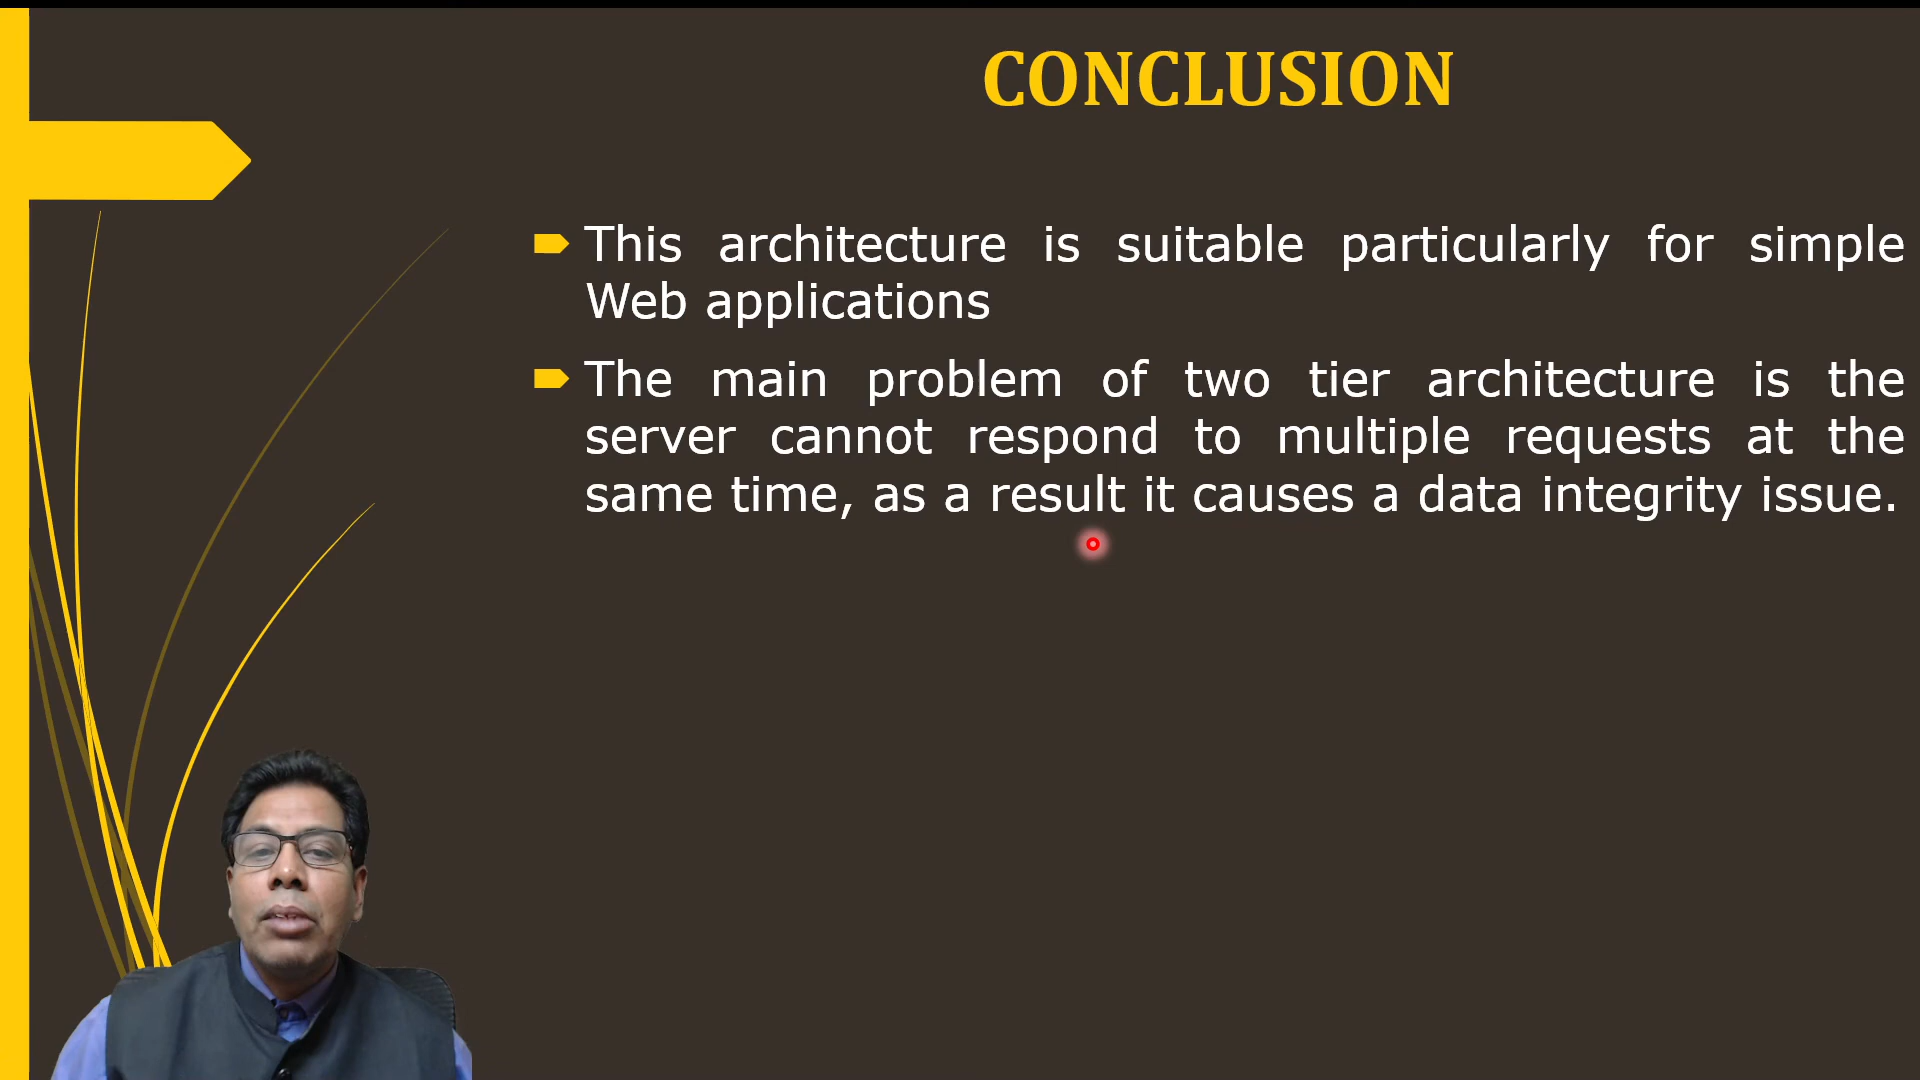 CONCLUSION
This architecture is suitable particularly for simple
Web applications
The main problem of two tier architecture is the
server cannot respond to multiple requests at the
same time, as a result it causes a data integrity issue.